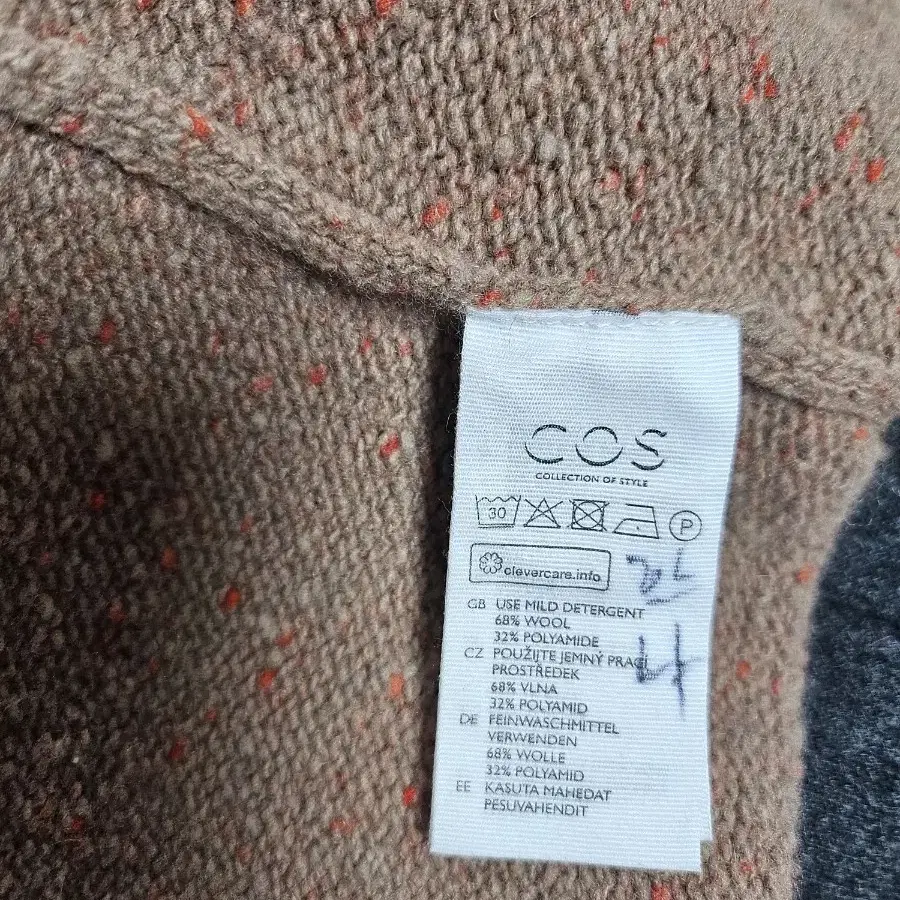 COS
COLLECTION OF STYLE
30 P
clevercare.info
GB USE MILD DETERGENT
68% WOOL
32% POLYAMIDE
CZ POUŽIJTE JEMNÝ PRACÍ
PROSTŘEDEK
68% VLNA
32% POLYAMID
DE FEINWASCHMITTEL
VERWENDEN
68% WOLLE
32% POLYAMID
EE KASUTA MAHEDAT
PESUVAHENDIT